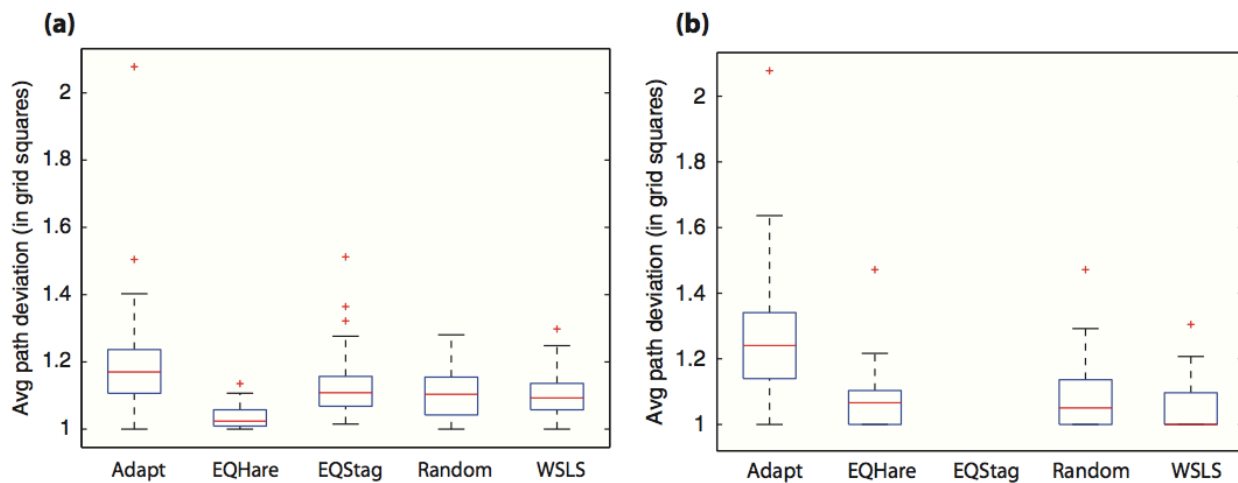 (a)
Avg path deviation (in grid squares)
2
1.8
1.6
1.4
1.2
1
Adapt EQHare EQStag Random WSLS
(b)
Avg path deviation (in grid squares)
2
1.8
1.6
1.4
1.2
1
Adapt EQHare EQStag Random WSLS